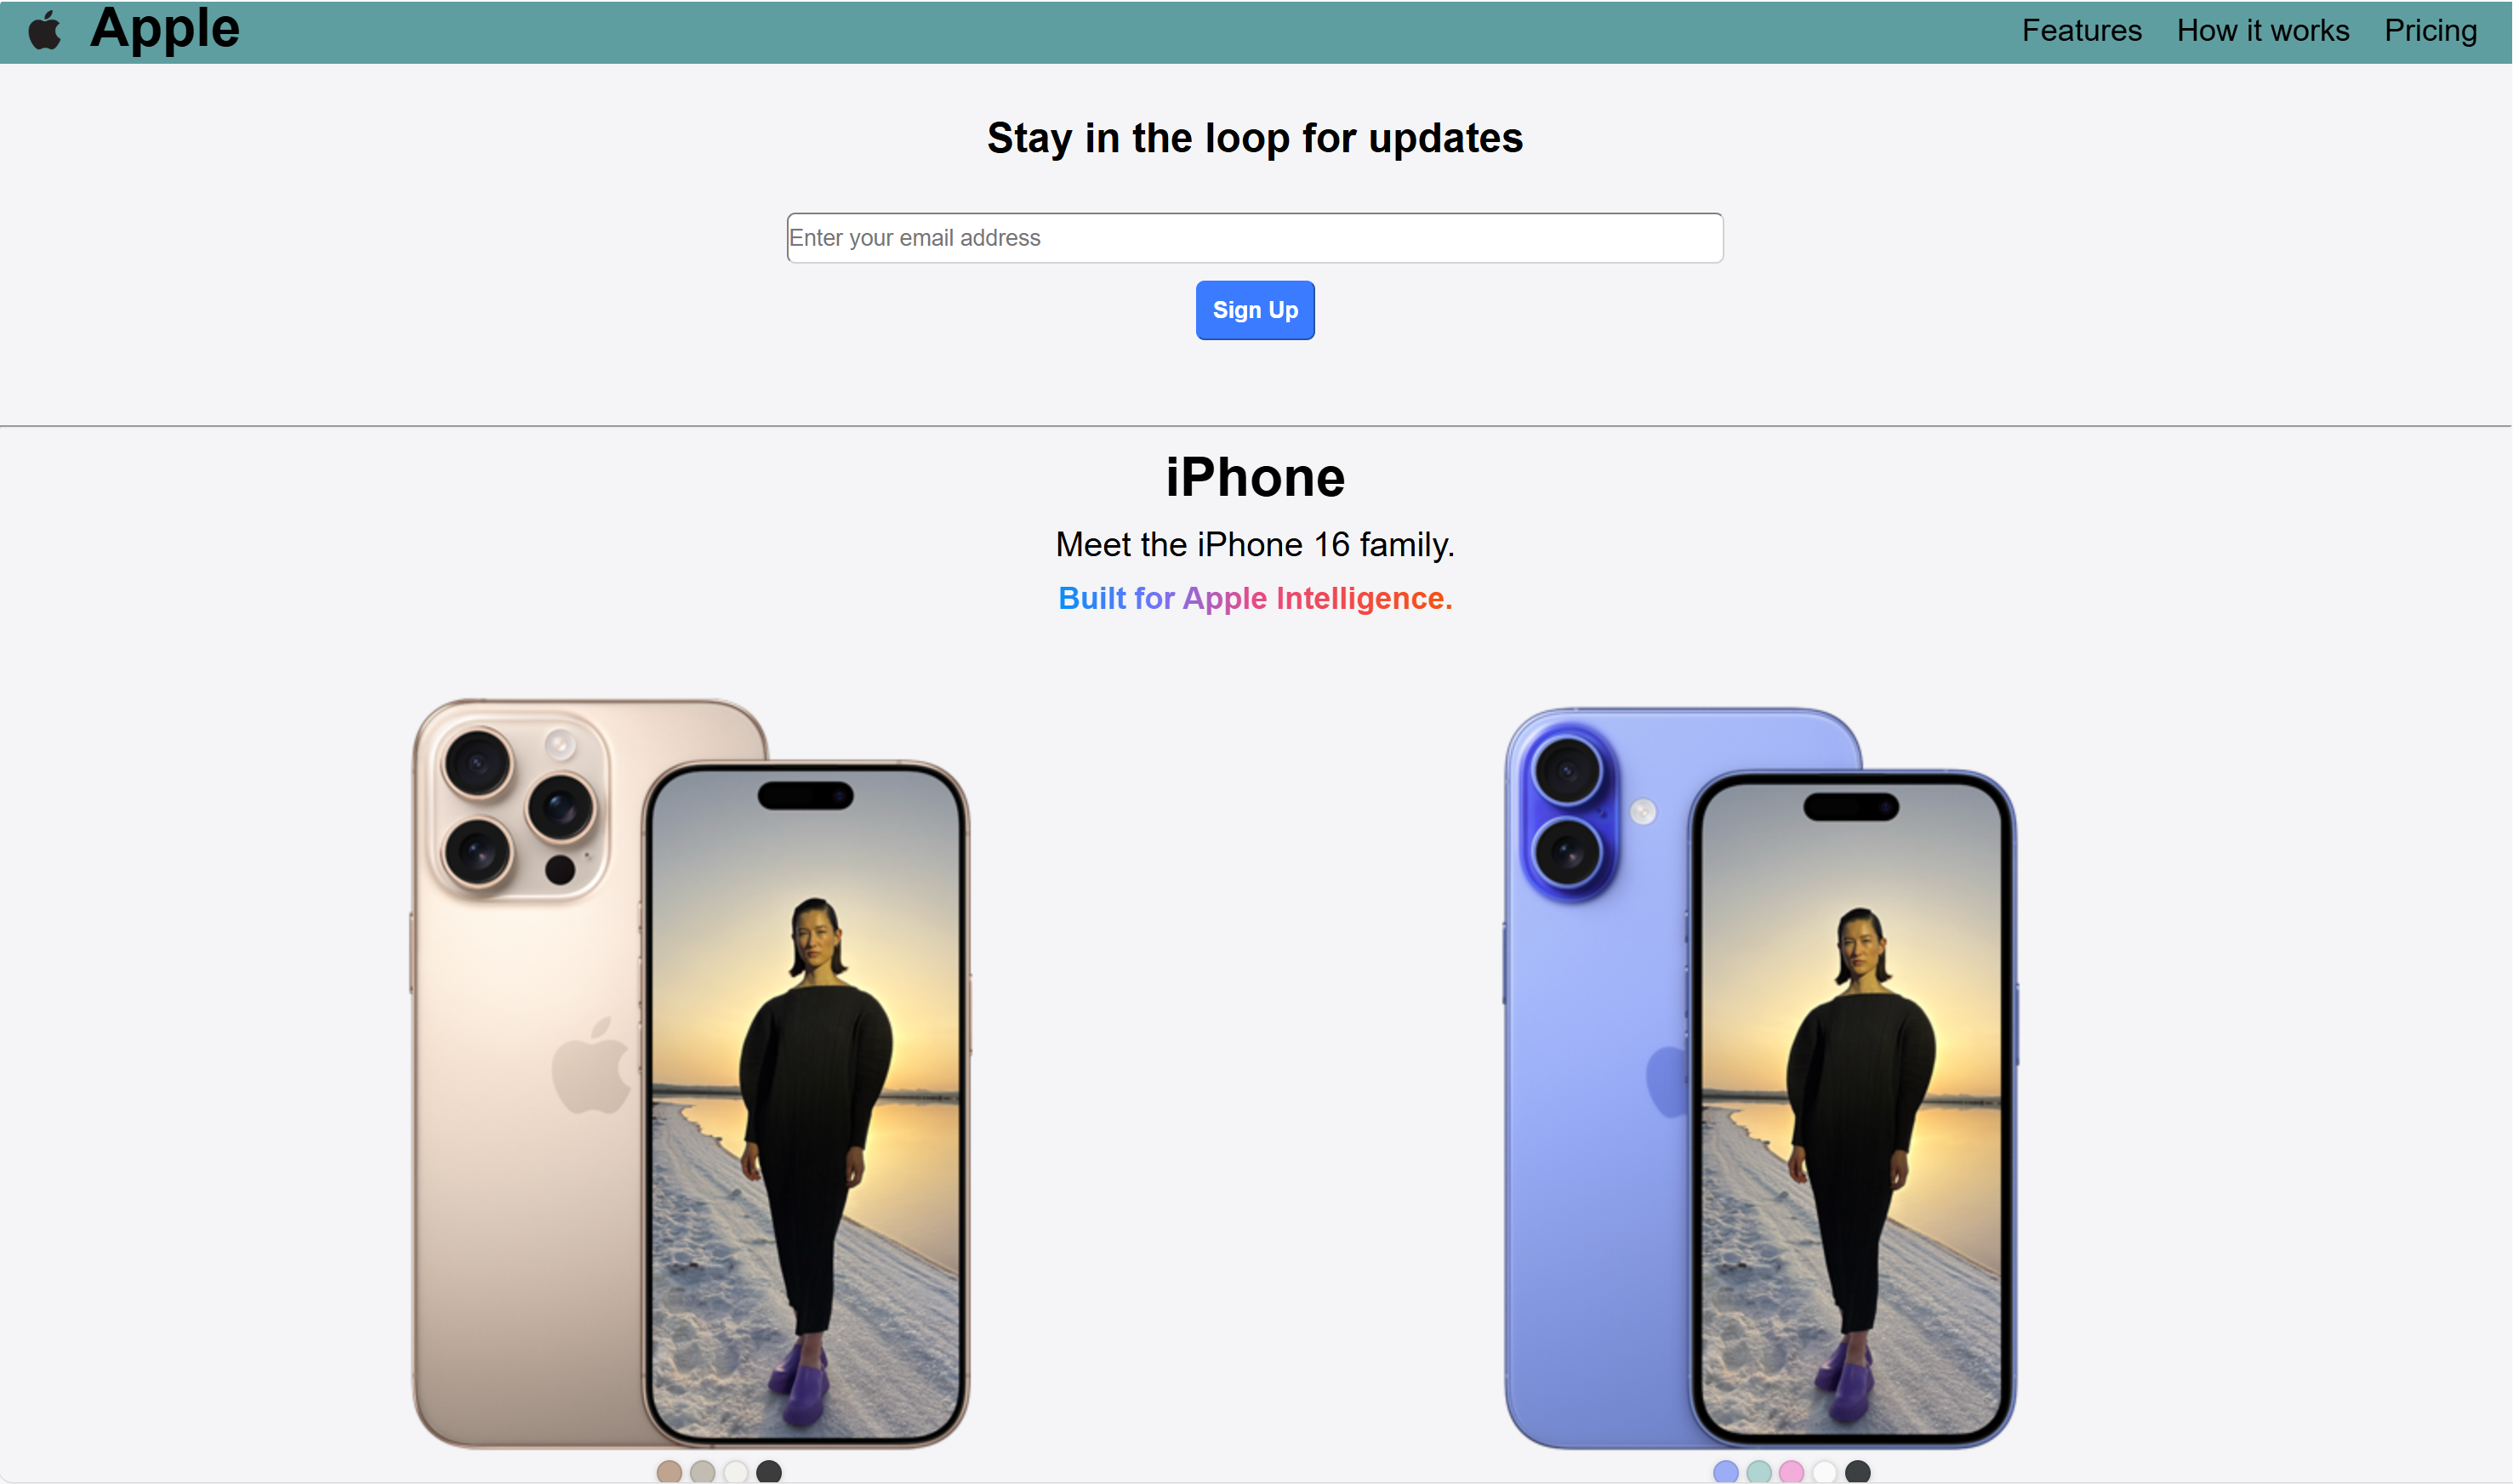 Apple
Features How it works Pricing
Stay in the loop for updates
Enter your email address
Sign Up
iPhone
Meet the iPhone 16 family.
Built for Apple Intelligence.